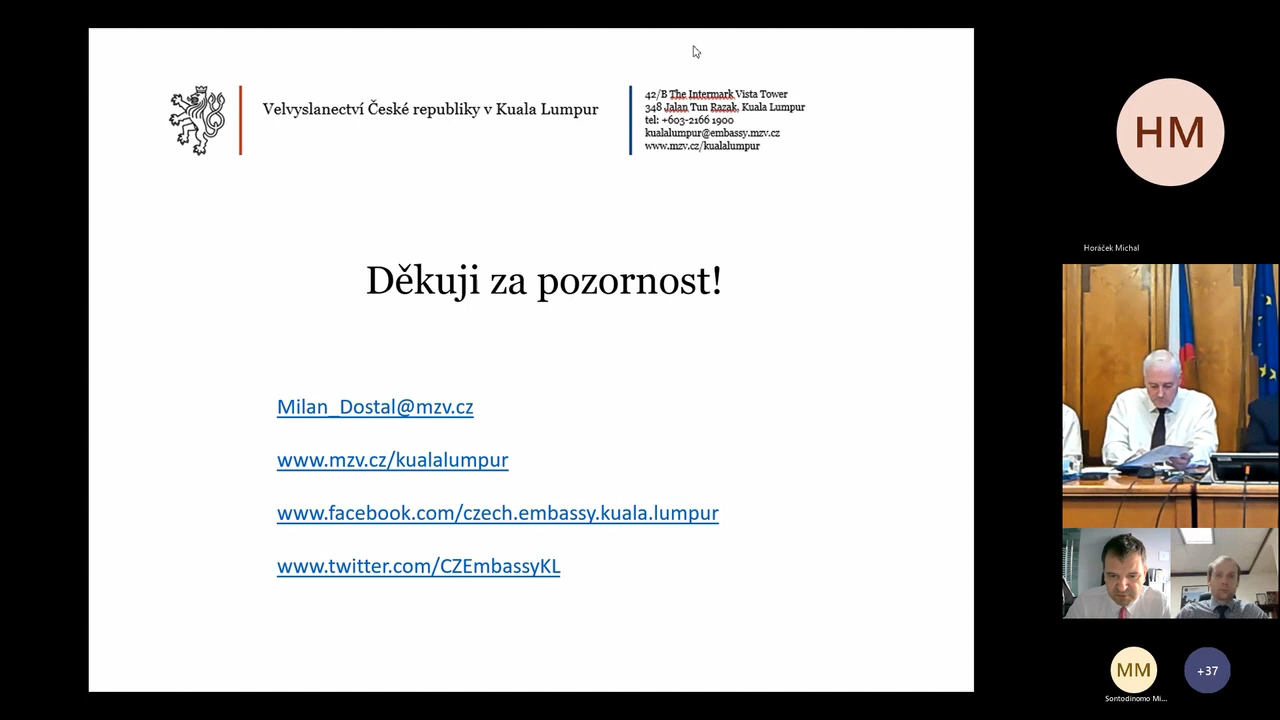 Velvyslanectví České republiky v Kuala Lumpur
42/B The Intermark Vista Tower
348 Jalan Tun Razak, Kuala Lumpur
tel: +603-2166 1900
kualalumpur@embassy.mzv.cz
www.mzv.cz/kualalumpur
Děkuji za pozornost!
Milan_Dostal@mzv.cz
www.mzv.cz/kualalumpur
www.facebook.com/czech.embassy.kuala.lumpur
www.twitter.com/CZEmbassyKL
HM
Horáček Michal
MM
Sontodinomo Mi...
+37